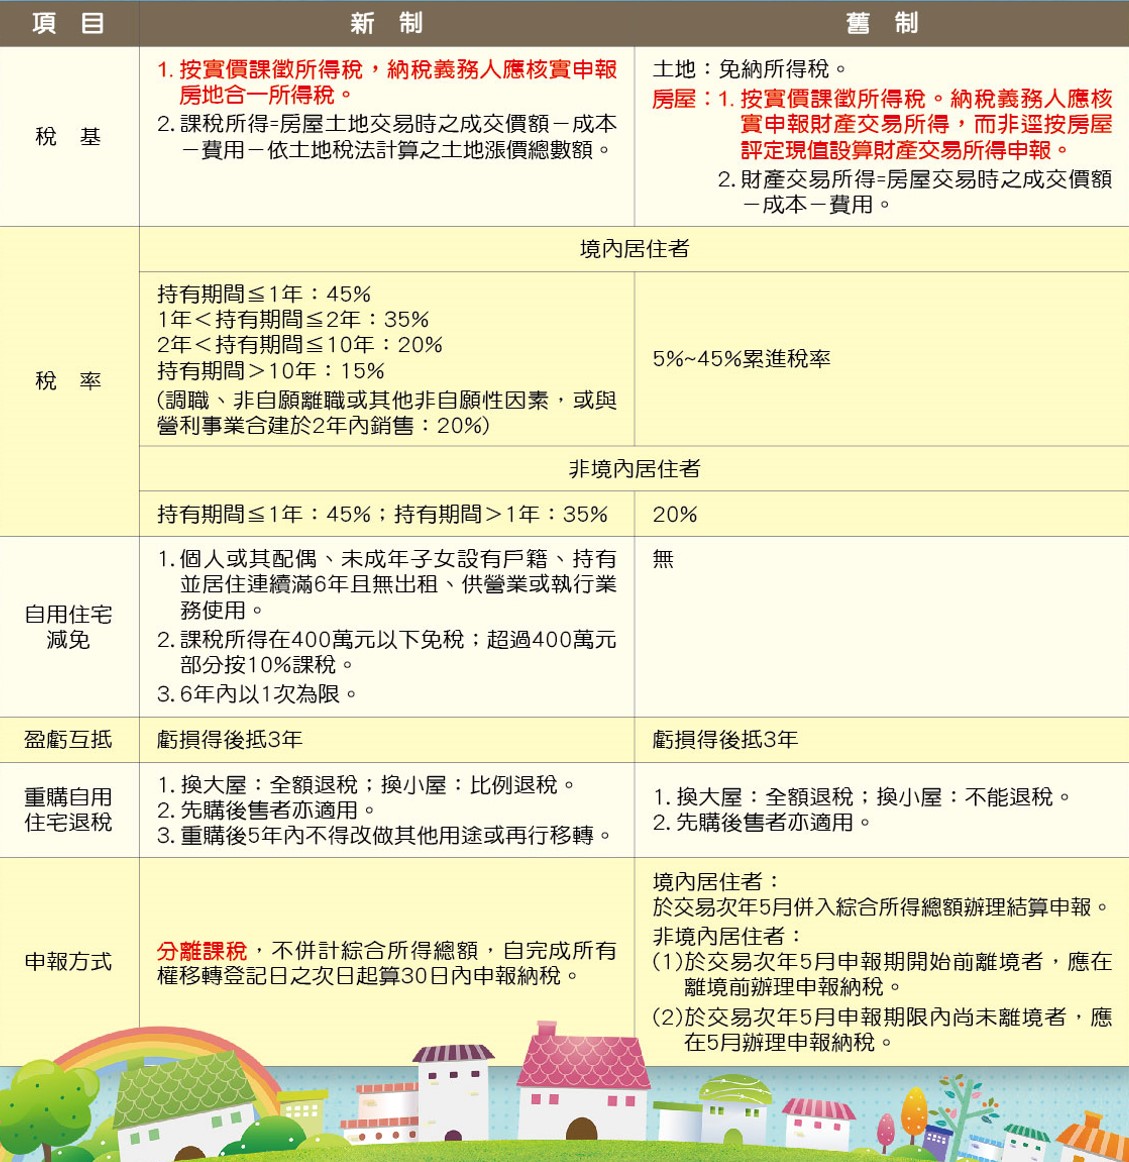 項 目
新 制
舊 制
稅 基
1. 按實價課徵所得稅，納稅義務人應核實申報
房地合一所得稅。
2. 課稅所得=房屋土地交易時之成交價額－成本
－費用－依土地稅法計算之土地漲價總數額。
土地：免納所得稅。
房屋：1. 按實價課徵所得稅。納稅義務人應核
實申報財產交易所得，而非逕按房屋
評定現值設算財產交易所得申報。
2. 財產交易所得=房屋交易時之成交價額
－成本－費用。
稅 率
境內居住者
持有期間≦1年：45%
1年＜持有期間≦2年：35%
2年＜持有期間≦10年：20%
持有期間＞10年：15%
(調職、非自願離職或其他非自願性因素，或與
營利事業合建於2年內銷售：20%)
5%~45%累進稅率
非境內居住者
持有期間≦1年：45%；持有期間＞1年：35%
20%
自用住宅
減免
1. 個人或其配偶、未成年子女設有戶籍、持有
並居住連續滿6年且無出租、供營業或執行業
務使用。
2. 課稅所得在400萬元以下免稅；超過400萬元
部分按10%課稅。
3. 6年內以1次為限。
無
盈虧互抵
虧損得後抵3年
虧損得後抵3年
重購自用
住宅退稅
1. 換大屋：全額退稅；換小屋：比例退稅。
2. 先購後售者亦適用。
3. 重購後5年內不得改做其他用途或再行移轉。
1. 換大屋：全額退稅；換小屋：不能退稅。
2. 先購後售者亦適用。
申報方式
分離課稅，不併計綜合所得總額，自完成所有
權移轉登記日之次日起算30日內申報納稅。
境內居住者：
於交易次年5月併入綜合所得總額辦理結算申報。
非境內居住者：
(1)於交易次年5月申報期開始前離境者，應在
離境前辦理申報納稅。
(2)於交易次年5月申報期限內尚未離境者，應
在5月辦理申報納稅。